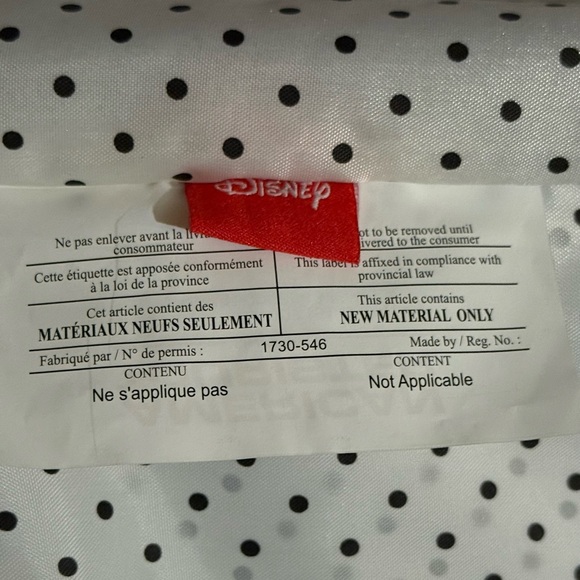 DISNEY
Ne pas enlever avant la
consommateur
ot to be removed until
ivered to the consumer
Cette étiquette est apposée conformément
à la loi de la province
This label is affixed in compliance with
provincial law
Cet article contient des
MATÉRIAUX NEUFS SEULEMENT
This article contains
NEW MATERIAL ONLY
Fabriqué par / N° de permis : 1730-546 Made by / Reg. No. :
CONTENU
Ne s'applique pas
CONTENT
Not Applicable